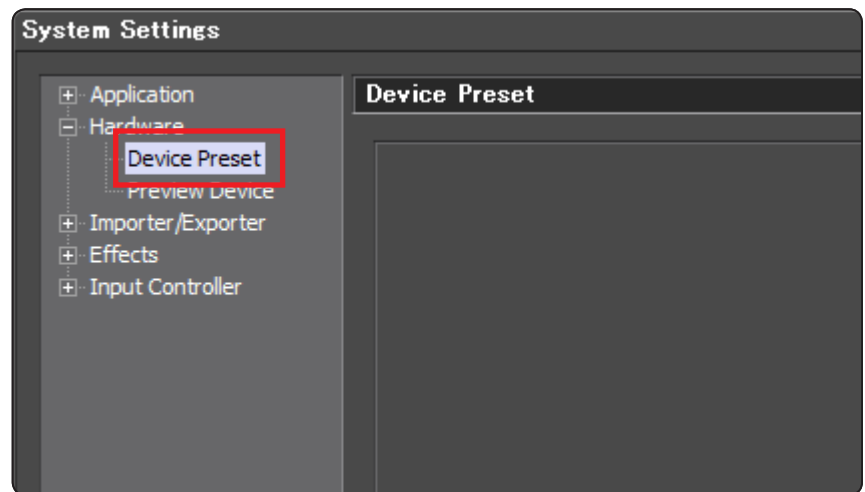 System Settings
Application
Device Preset
Hardware
Device Preset
Preview Device
Importer/Exporter
Effects
Input Controller